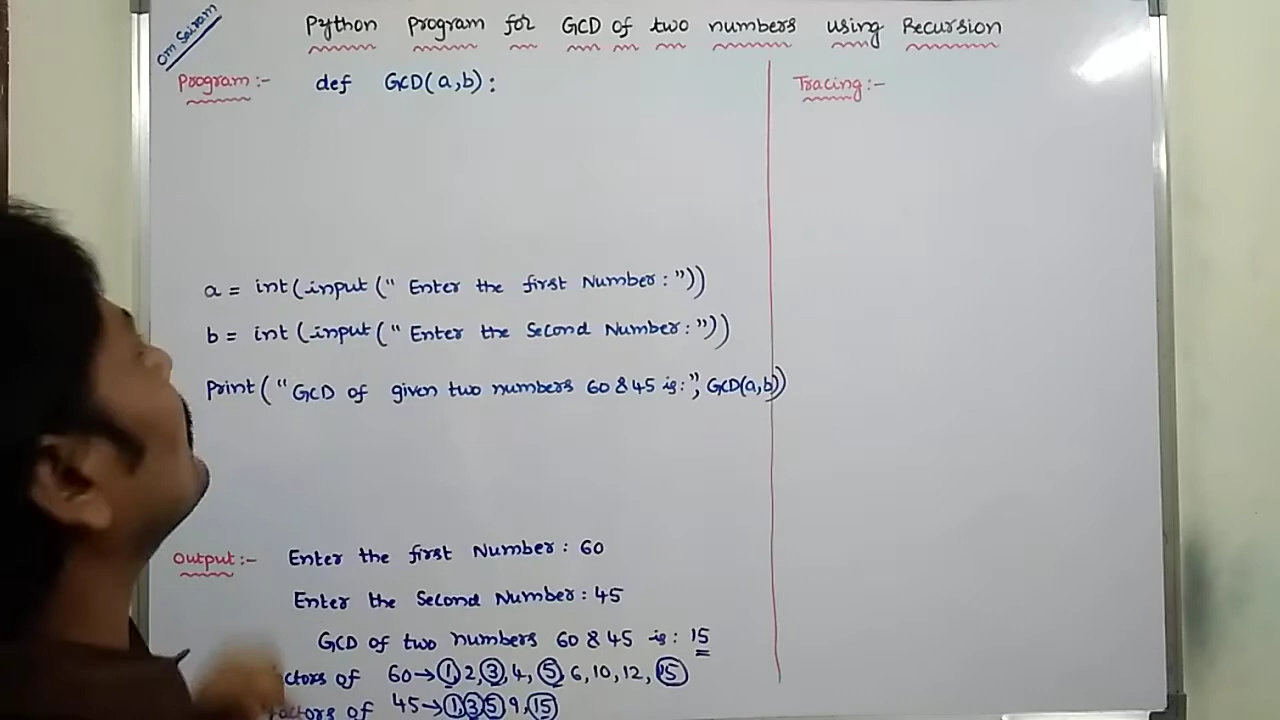 om Sairam
Python Program for GCD of two numbers using Recursion
Program:-
def GCD(a,b):
a = int(input(" Enter the first Number:"))
b = int(input("Enter the Second Number:"))
Print("GCD of given two numbers 60 & 45 is:", GCD(a,b))
Output:- Enter the first Number: 60
Enter the Second Number: 45
GCD of two numbers 60 & 45 is: 15
ctors of 60→1, 2, 3, 4, 5, 6, 10, 12, 15
factors of 45→1, 3, 5, 9, 15
Tracing:-